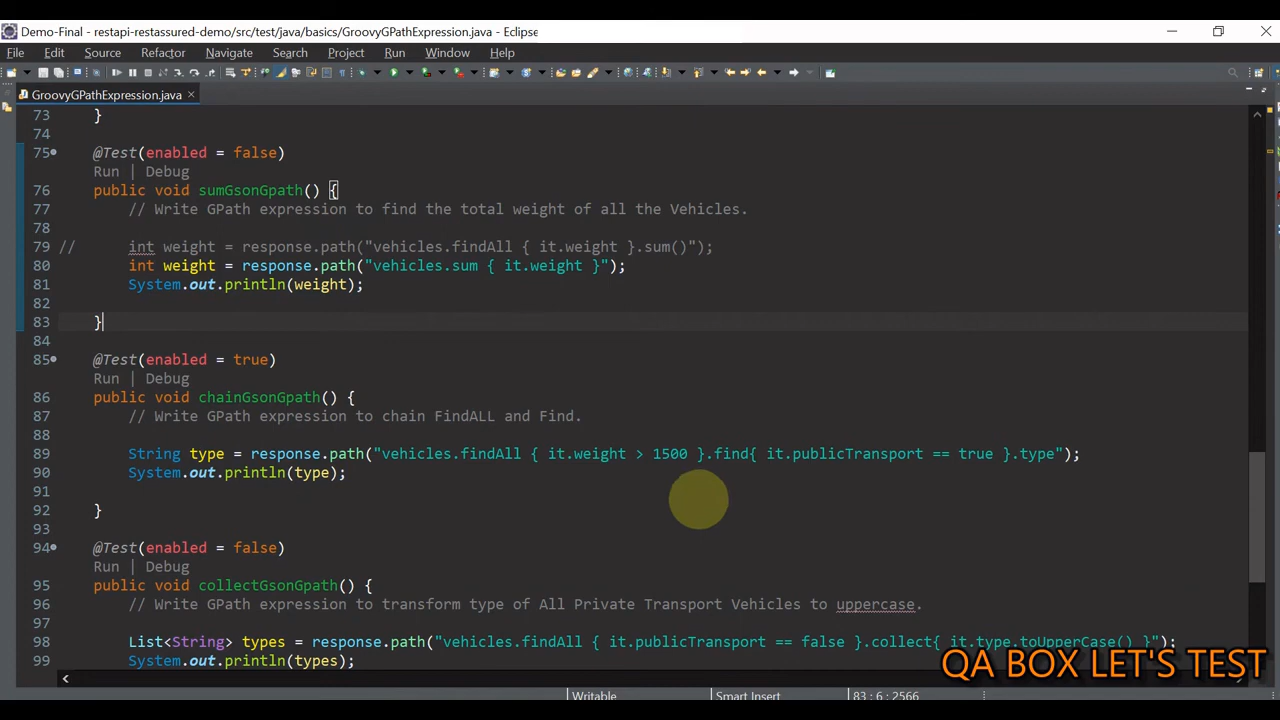 Demo-Final - restapi-restassured-demo/src/test/java/basics/GroovyGPathExpression.java - Eclipse
File Edit Source Refactor Navigate Search Project Run Window Help
GroovyGPathExpression.java
73 }
74
75 @Test(enabled = false)
Run | Debug
76 public void sumGsonGpath() {
77 // Write GPath expression to find the total weight of all the Vehicles.
78
79 // int weight = response.path("vehicles.findAll { it.weight }.sum()");
80 int weight = response.path("vehicles.sum { it.weight }");
81 System.out.println(weight);
82
83 }
84
85 @Test(enabled = true)
Run | Debug
86 public void chainGsonGpath() {
87 // Write GPath expression to chain FindALL and Find.
88
89 String type = response.path("vehicles.findAll { it.weight > 1500 }.find{ it.publicTransport == true }.type");
90 System.out.println(type);
91
92 }
93
94 @Test(enabled = false)
Run | Debug
95 public void collectGsonGpath() {
96 // Write GPath expression to transform type of All Private Transport Vehicles to uppercase.
97
98 List<String> types = response.path("vehicles.findAll { it.publicTransport == false }.collect{ it.type.toUpperCase() }");
99 System.out.println(types);
QA BOX LET'S TEST
Writable Smart Insert 83 : 6 : 2566